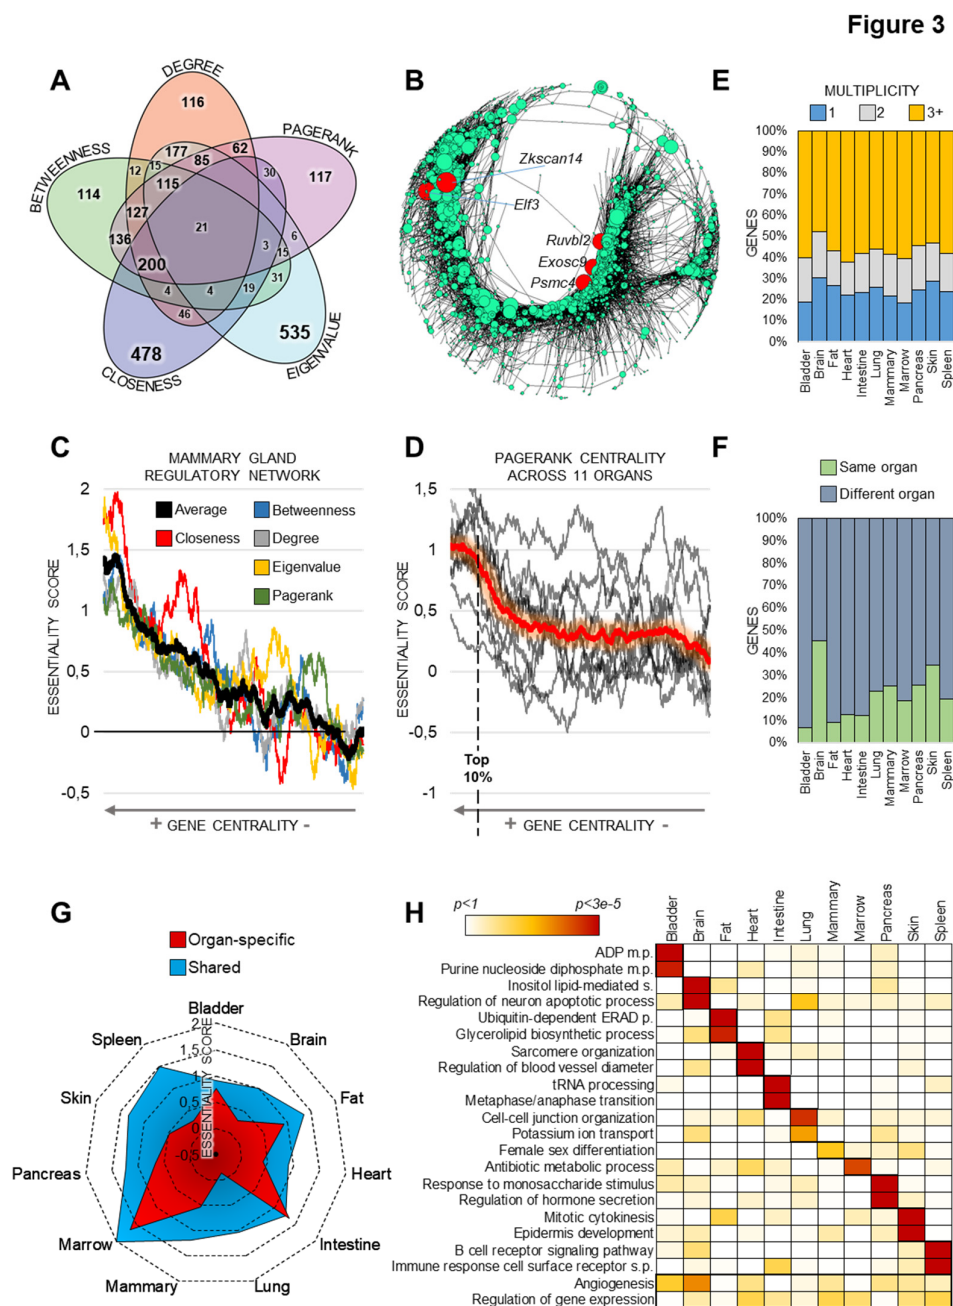 Figure 3
A
DEGREE
PAGERANK
BETWEENNESS
CLOSENESS
EIGENVALUE
116
177
62
85
15
12
30
117
114
115
127
21
6
136
3
15
200
31
4
4
19
46
535
478
B
Zkscan14
Elf3
Ruvbl2
Exosc9
Psmc4
E
MULTIPLICITY
1 2 3+
100%
90%
80%
70%
60%
50%
40%
30%
20%
10%
0%
GENES
Bladder
Brain
Fat
Heart
Intestine
Lung
Mammary
Marrow
Pancreas
Skin
Spleen
C
MAMMARY GLAND
REGULATORY NETWORK
Average
Betweenness
Closeness
Degree
Eigenvalue
Pagerank
ESSENTIALITY SCORE
2
1,5
1
0,5
0
-0,5
+ GENE CENTRALITY -
D
PAGERANK CENTRALITY
ACROSS 11 ORGANS
ESSENTIALITY SCORE
1,5
1
0,5
0
-0,5
-1
Top
10%
+ GENE CENTRALITY -
F
Same organ
Different organ
100%
90%
80%
70%
60%
50%
40%
30%
20%
10%
0%
GENES
Bladder
Brain
Fat
Heart
Intestine
Lung
Mammary
Marrow
Pancreas
Skin
Spleen
G
Organ-specific
Shared
Bladder
Brain
Fat
Heart
Intestine
Lung
Mammary
Marrow
Pancreas
Skin
Spleen
ESSENTIALITY SCORE
2
1,5
1
0,5
0
-0,5
H
p<1 p<3e-5
Bladder
Brain
Fat
Heart
Intestine
Lung
Mammary
Marrow
Pancreas
Skin
Spleen
ADP m.p.
Purine nucleoside diphosphate m.p.
Inositol lipid-mediated s.
Regulation of neuron apoptotic process
Ubiquitin-dependent ERAD p.
Glycerolipid biosynthetic process
Sarcomere organization
Regulation of blood vessel diameter
tRNA processing
Metaphase/anaphase transition
Cell-cell junction organization
Potassium ion transport
Female sex differentiation
Antibiotic metabolic process
Response to monosaccharide stimulus
Regulation of hormone secretion
Mitotic cytokinesis
Epidermis development
B cell receptor signaling pathway
Immune response cell surface receptor s.p.
Angiogenesis
Regulation of gene expression